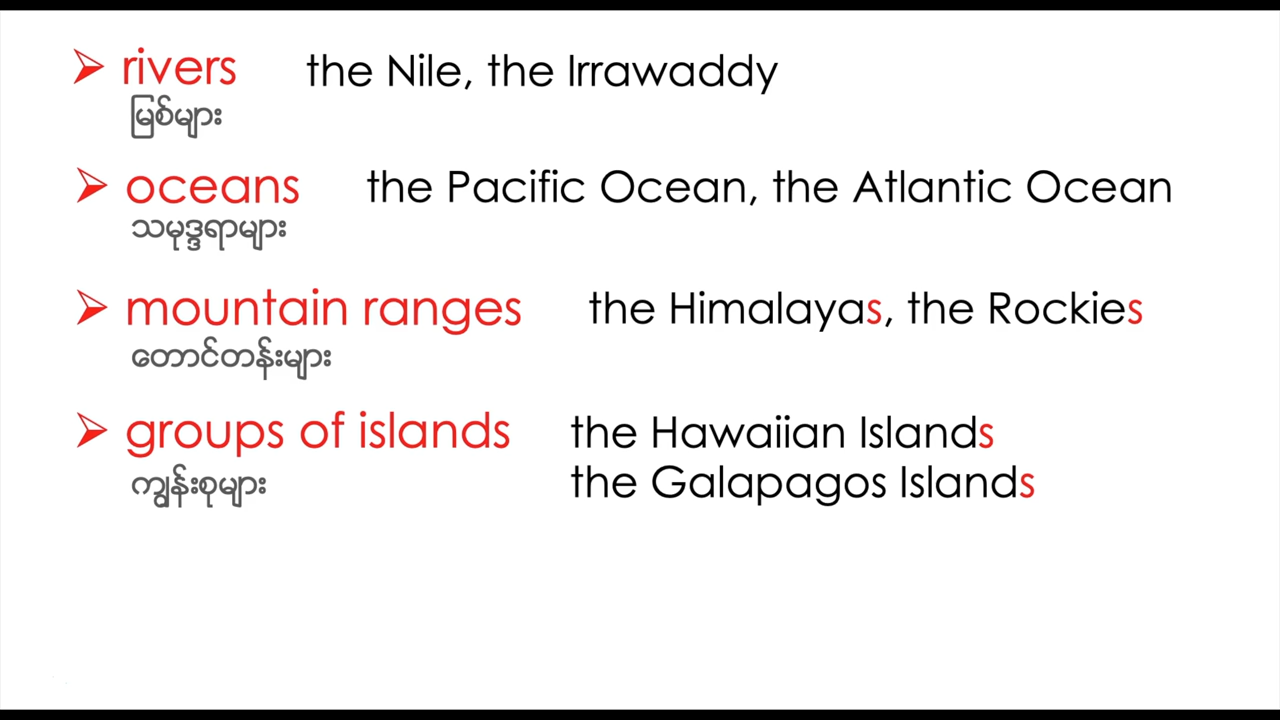 rivers the Nile, the Irrawaddy
မြစ်များ
oceans the Pacific Ocean, the Atlantic Ocean
သမုဒ္ဒရာများ
mountain ranges the Himalayas, the Rockies
တောင်တန်းများ
groups of islands the Hawaiian Islands
ကျွန်းစုများ the Galapagos Islands